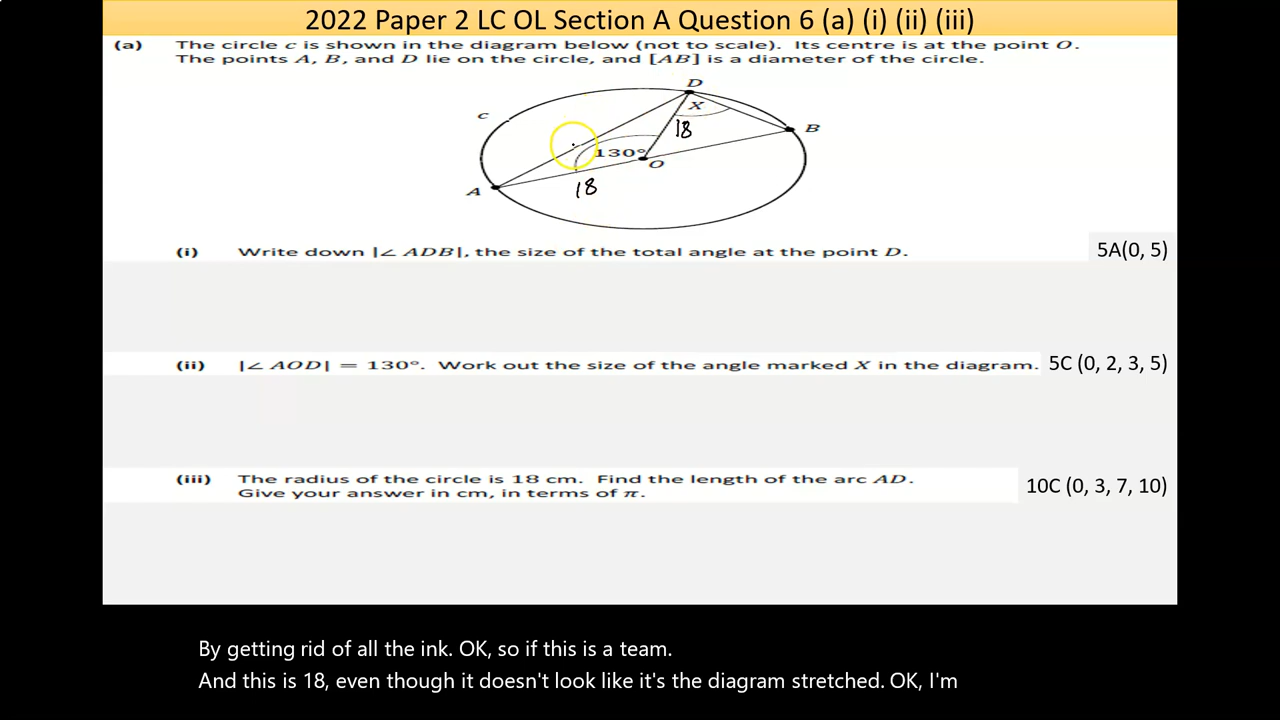 2022 Paper 2 LC OL Section A Question 6 (a) (i) (ii) (iii)
(a) The circle c is shown in the diagram below (not to scale). Its centre is at the point O.
The points A, B, and D lie on the circle, and [AB] is a diameter of the circle.
D
c
X
B
18
130°
O
A
18
(i) Write down |∠ ADB|, the size of the total angle at the point D. 5A(0, 5)
(ii) |∠ AOD| = 130°. Work out the size of the angle marked X in the diagram. 5C (0, 2, 3, 5)
(iii) The radius of the circle is 18 cm. Find the length of the arc AD. 10C (0, 3, 7, 10)
Give your answer in cm, in terms of π.
By getting rid of all the ink. OK, so if this is a team.
And this is 18, even though it doesn't look like it's the diagram stretched. OK, I'm